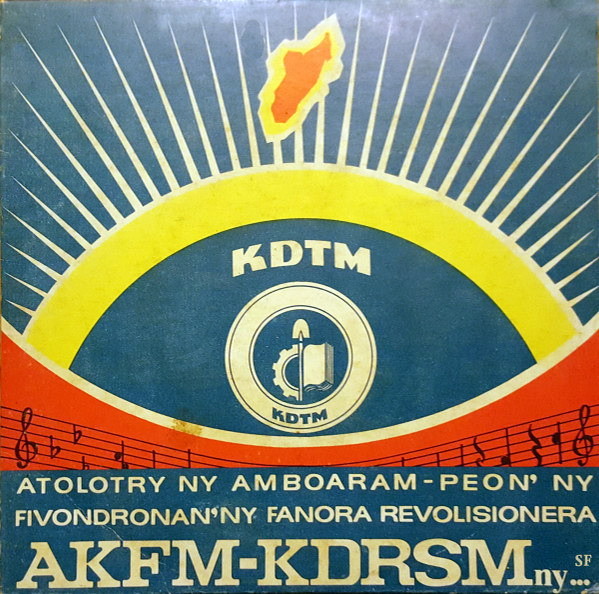 KDTM
KDTM
ATOLOTRY NY AMBOARAM-PEON' NY
FIVONDRONAN'NY FANORA REVOLISIONERA
AKFM-KDRSM ny...
SF